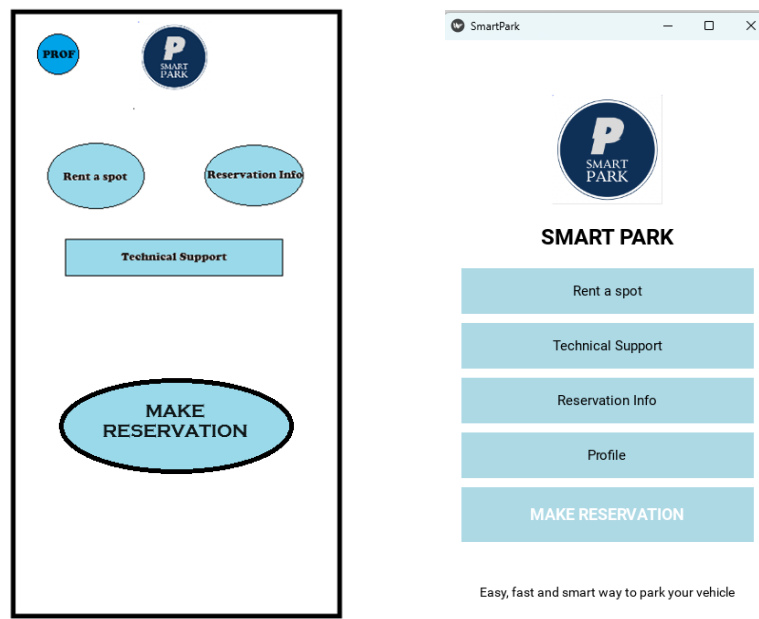 PROF
P
SMART
PARK
Rent a spot
Reservation Info
Technical Support
MAKE
RESERVATION
SmartPark
P
SMART
PARK
SMART PARK
Rent a spot
Technical Support
Reservation Info
Profile
MAKE RESERVATION
Easy, fast and smart way to park your vehicle